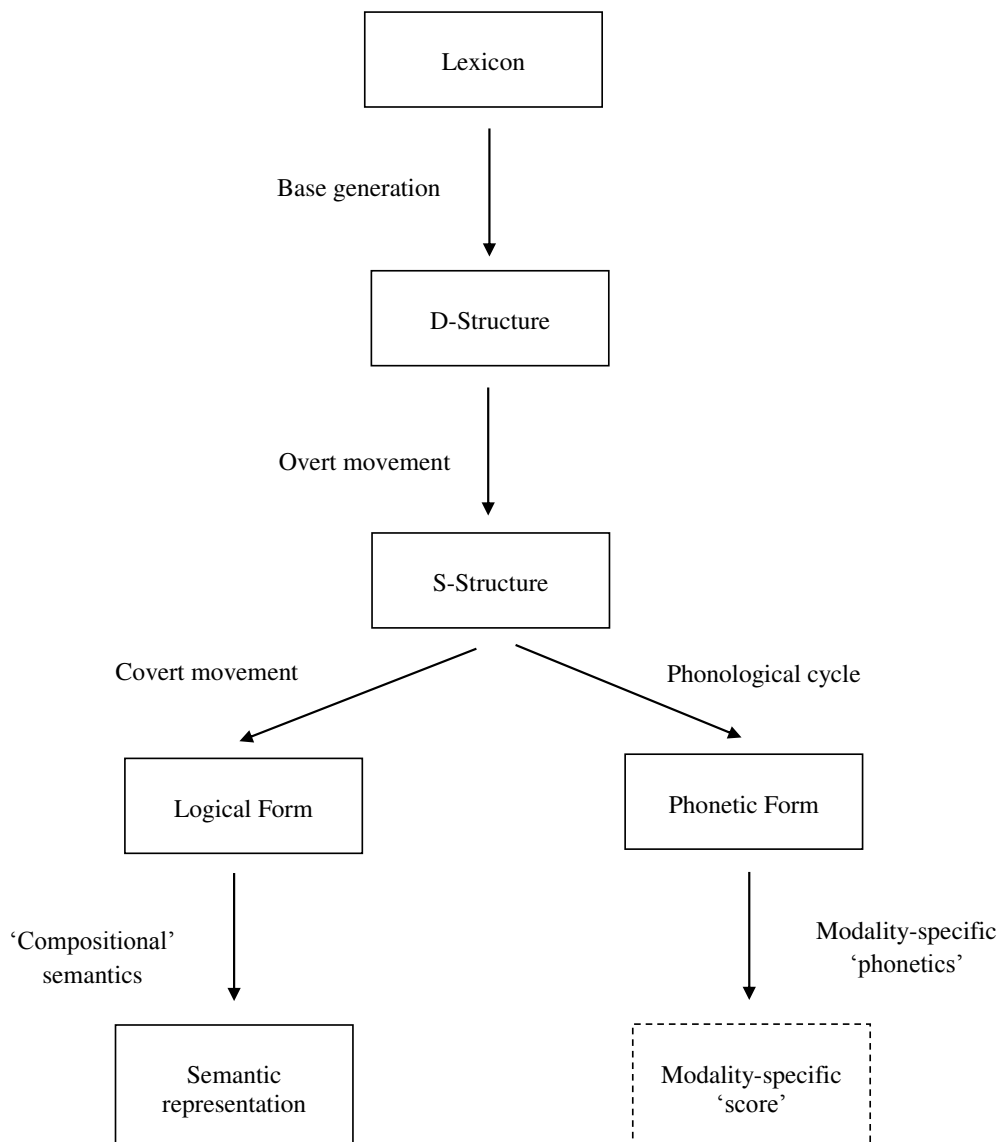 Lexicon
Base generation
D-Structure
Overt movement
S-Structure
Covert movement
Phonological cycle
Logical Form
Phonetic Form
‘Compositional’
semantics
Modality-specific
‘phonetics’
Semantic
representation
Modality-specific
‘score’